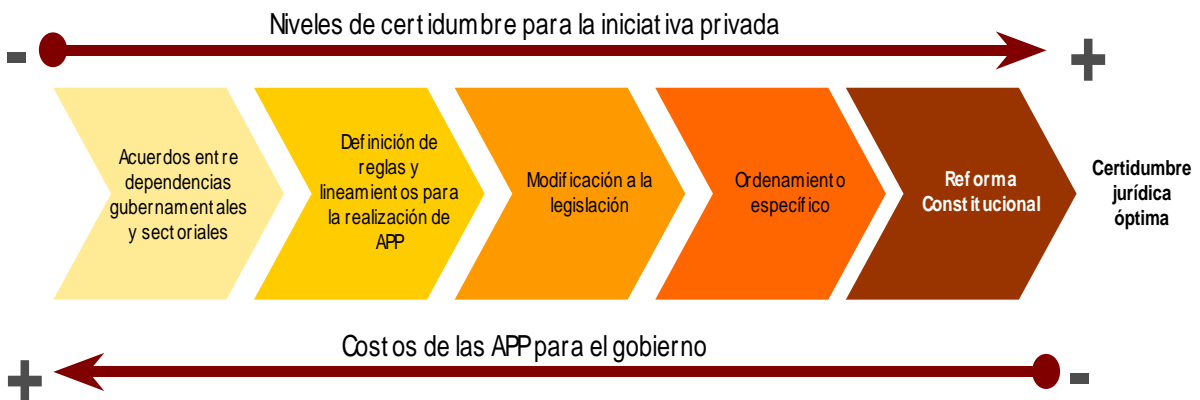 Niveles de certidumbre para la iniciativa privada
-
+
Acuerdos entre
dependencias
gubernamentales
y sectoriales
Definición de
reglas y
lineamientos para
la realización de
APP
Modificación a la
legislación
Ordenamiento
específico
Reforma
Constitucional
Certidumbre
jurídica
óptima
Costos de las APP para el gobierno
+
-